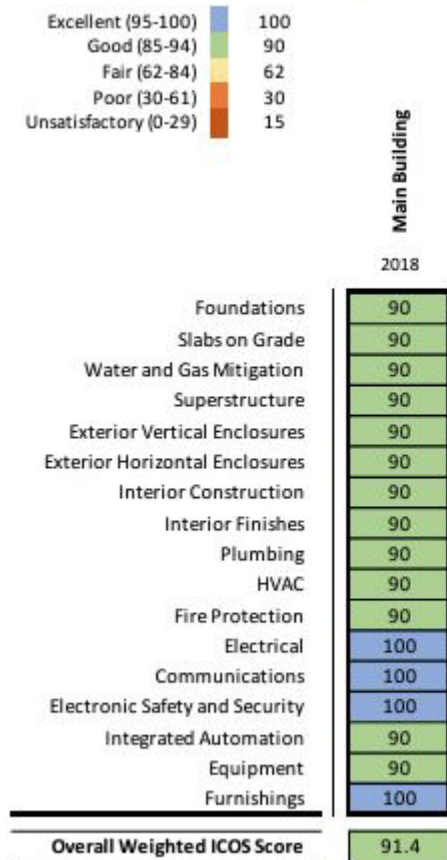 Excellent (95-100) 100
Good (85-94) 90
Fair (62-84) 62
Poor (30-61) 30
Unsatisfactory (0-29) 15
Main Building
2018
Foundations 90
Slabs on Grade 90
Water and Gas Mitigation 90
Superstructure 90
Exterior Vertical Enclosures 90
Exterior Horizontal Enclosures 90
Interior Construction 90
Interior Finishes 90
Plumbing 90
HVAC 90
Fire Protection 90
Electrical 100
Communications 100
Electronic Safety and Security 100
Integrated Automation 90
Equipment 90
Furnishings 100
Overall Weighted ICOS Score 91.4